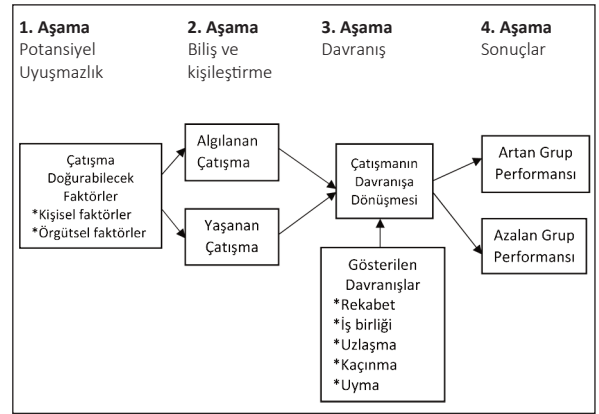 1. Aşama
Potansiyel
Uyuşmazlık
2. Aşama
Biliş ve
kişileştirme
3. Aşama
Davranış
4. Aşama
Sonuçlar
Çatışma
Doğurabilecek
Faktörler
*Kişisel faktörler
*Örgütsel faktörler
Algılanan
Çatışma
Yaşanan
Çatışma
Çatışmanın
Davranışa
Dönüşmesi
Gösterilen
Davranışlar
*Rekabet
*İş birliği
*Uzlaşma
*Kaçınma
*Uyma
Artan Grup
Performansı
Azalan Grup
Performansı